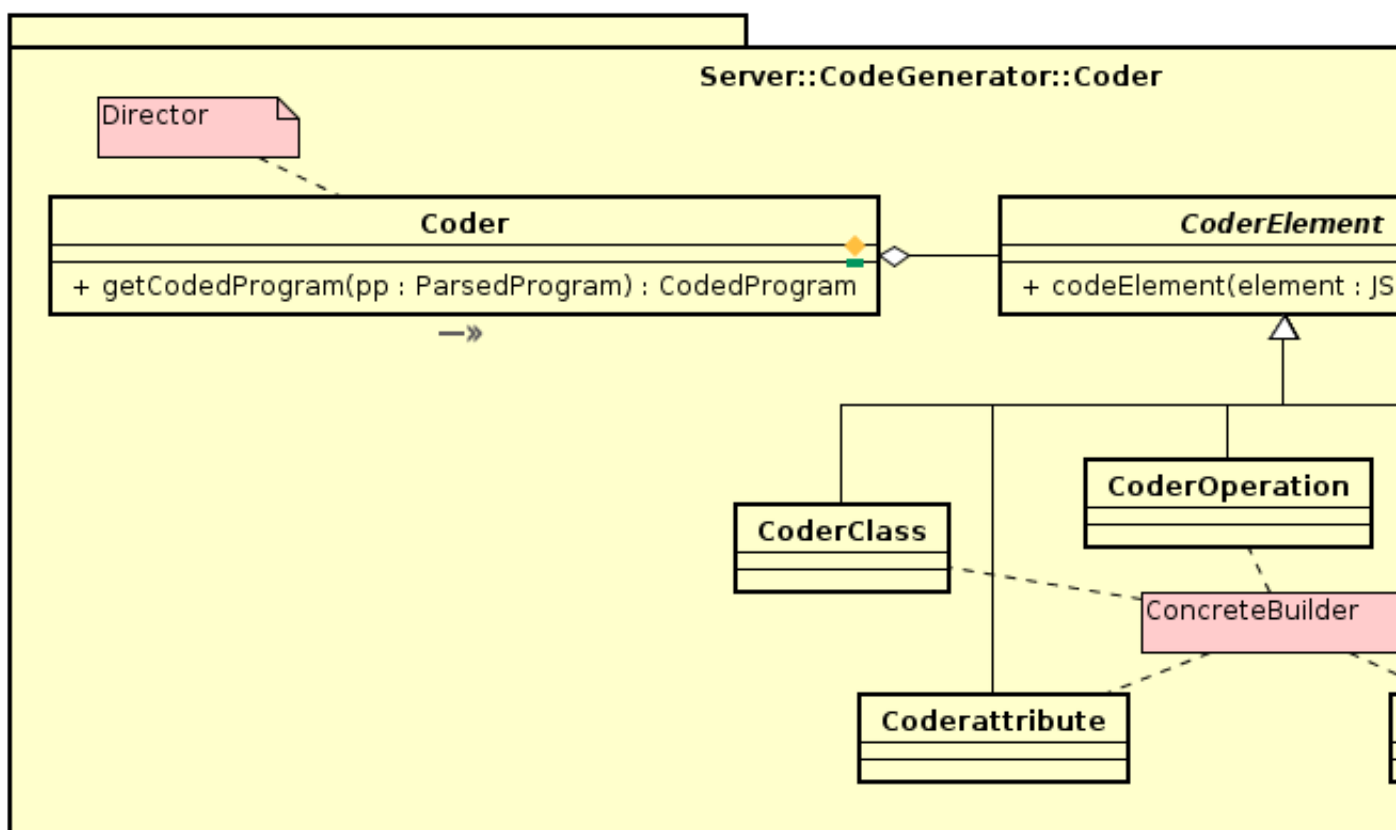 Server::CodeGenerator::Coder
Director
Coder
+ getCodedProgram(pp : ParsedProgram) : CodedProgram
CoderElement
+ codeElement(element : JS
CoderOperation
CoderClass
ConcreteBuilder
Coderattribute